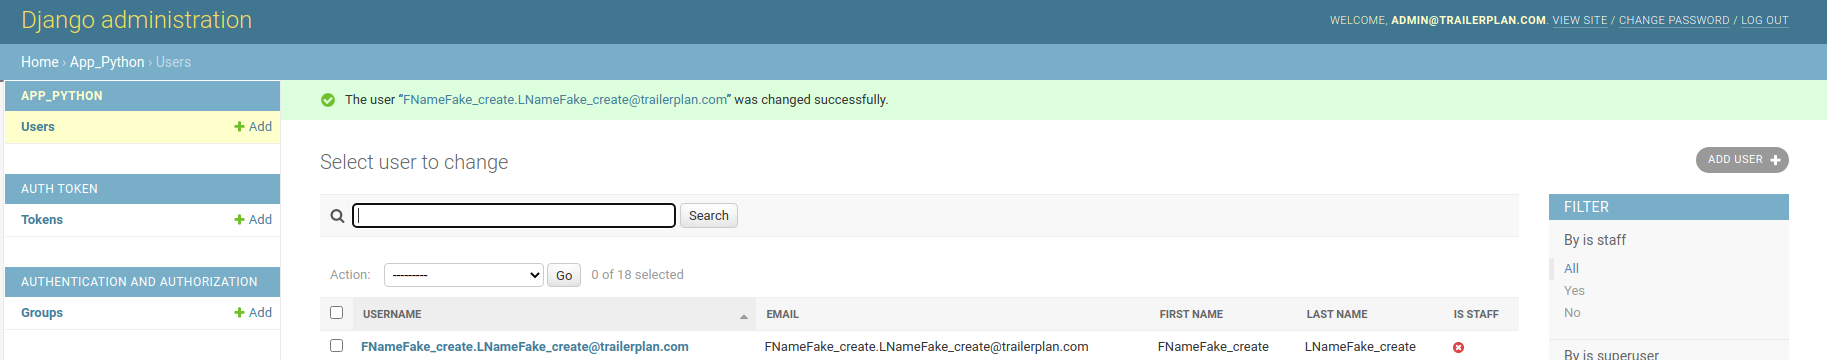 Django administration
WELCOME, ADMIN@TRAILERPLAN.COM. VIEW SITE / CHANGE PASSWORD / LOG OUT
Home › App_Python › Users
APP_PYTHON
Users
Add
AUTH TOKEN
Tokens
Add
AUTHENTICATION AND AUTHORIZATION
Groups
Add
The user “FNameFake_create.LNameFake_create@trailerplan.com” was changed successfully.
Select user to change
ADD USER
Search
Action: --------- Go 0 of 18 selected
USERNAME EMAIL FIRST NAME LAST NAME IS STAFF
FNameFake_create.LNameFake_create@trailerplan.com FNameFake_create.LNameFake_create@trailerplan.com FNameFake_create LNameFake_create
FILTER
By is staff
All
Yes
No
By is superuser